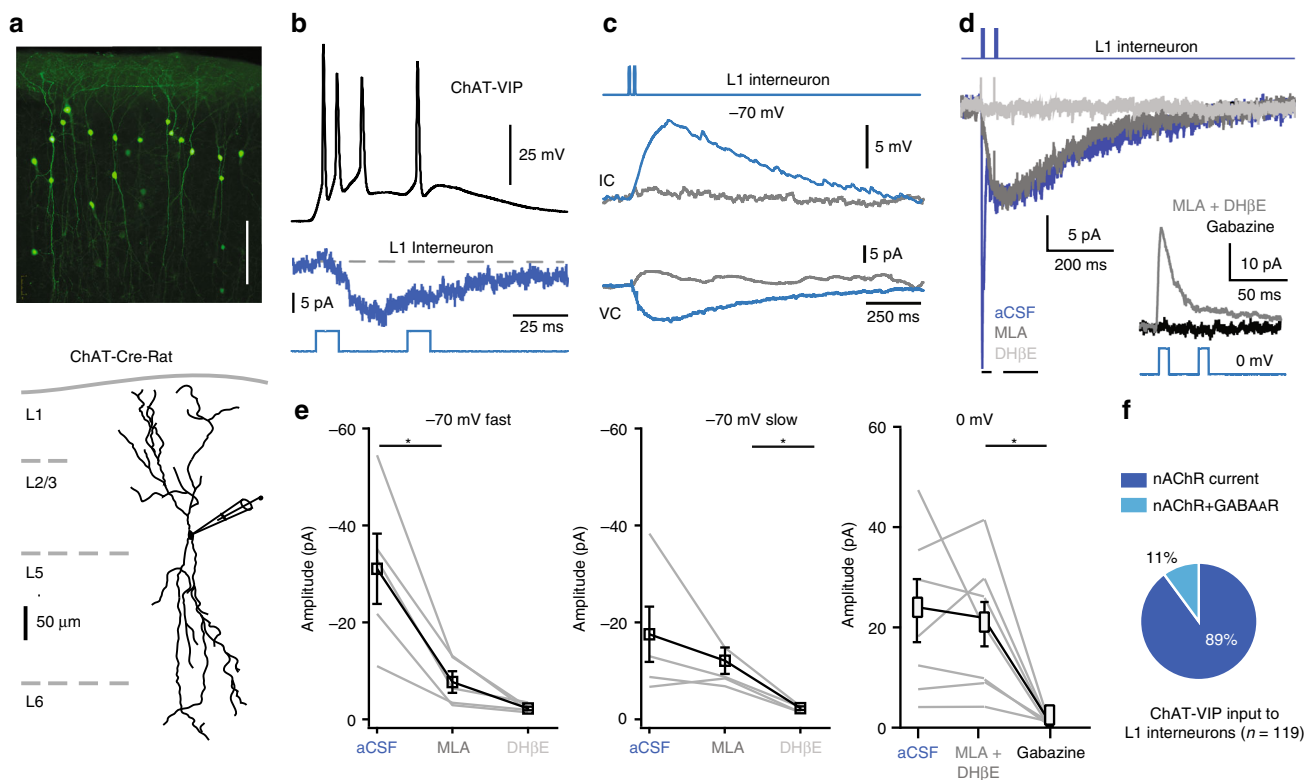 a
ChAT-Cre-Rat
L1
L2/3
L5
50 μm
L6
b
ChAT-VIP
25 mV
L1 Interneuron
5 pA
25 ms
c
L1 interneuron
–70 mV
5 mV
IC
5 pA
VC
250 ms
d
L1 interneuron
5 pA
200 ms
MLA + DHβE
Gabazine
10 pA
50 ms
aCSF
MLA
DHβE
0 mV
e
–70 mV fast
*
–60
–40
–20
0
Amplitude (pA)
aCSF MLA DHβE
–70 mV slow
*
–60
–40
–20
0
Amplitude (pA)
aCSF MLA DHβE
0 mV
*
60
40
20
0
Amplitude (pA)
aCSF MLA + Gabazine
DHβE
f
nAChR current
nAChR+GABAAR
11%
89%
ChAT-VIP input to
L1 interneurons (n = 119)